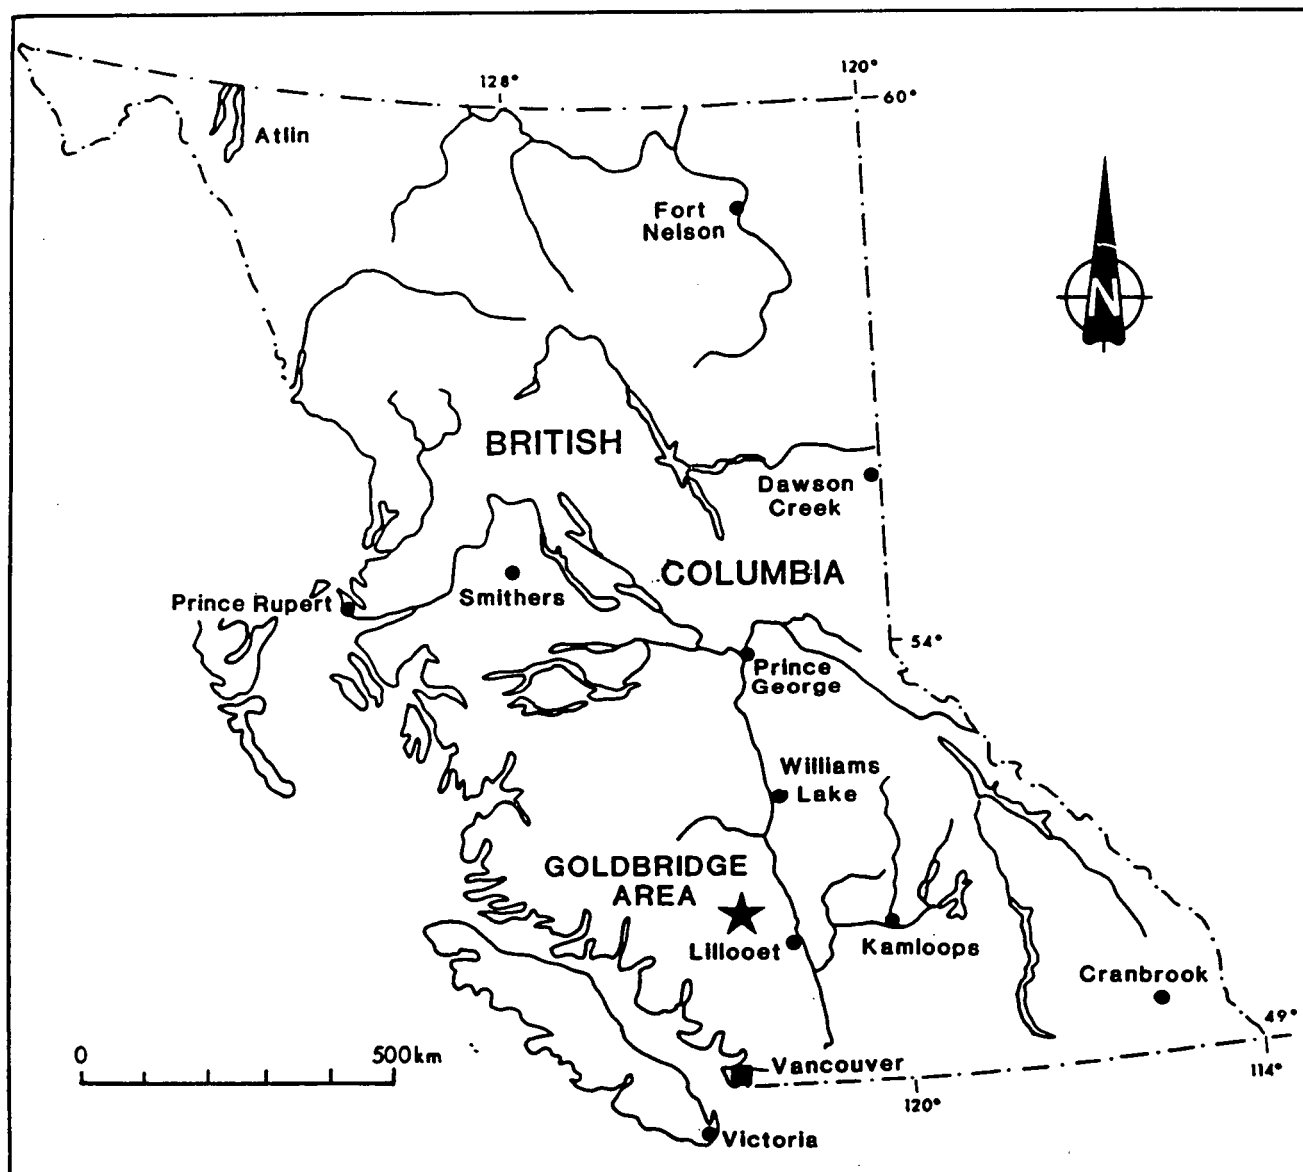 128°
120°
60°
Atlin
Fort
Nelson
N
BRITISH
Dawson
Creek
COLUMBIA
Prince Rupert
Smithers
54°
Prince
George
Williams
Lake
GOLDBRIDGE
AREA
Lillooet
Kamloops
Cranbrook
0 500km
49°
Vancouver
114°
120°
Victoria